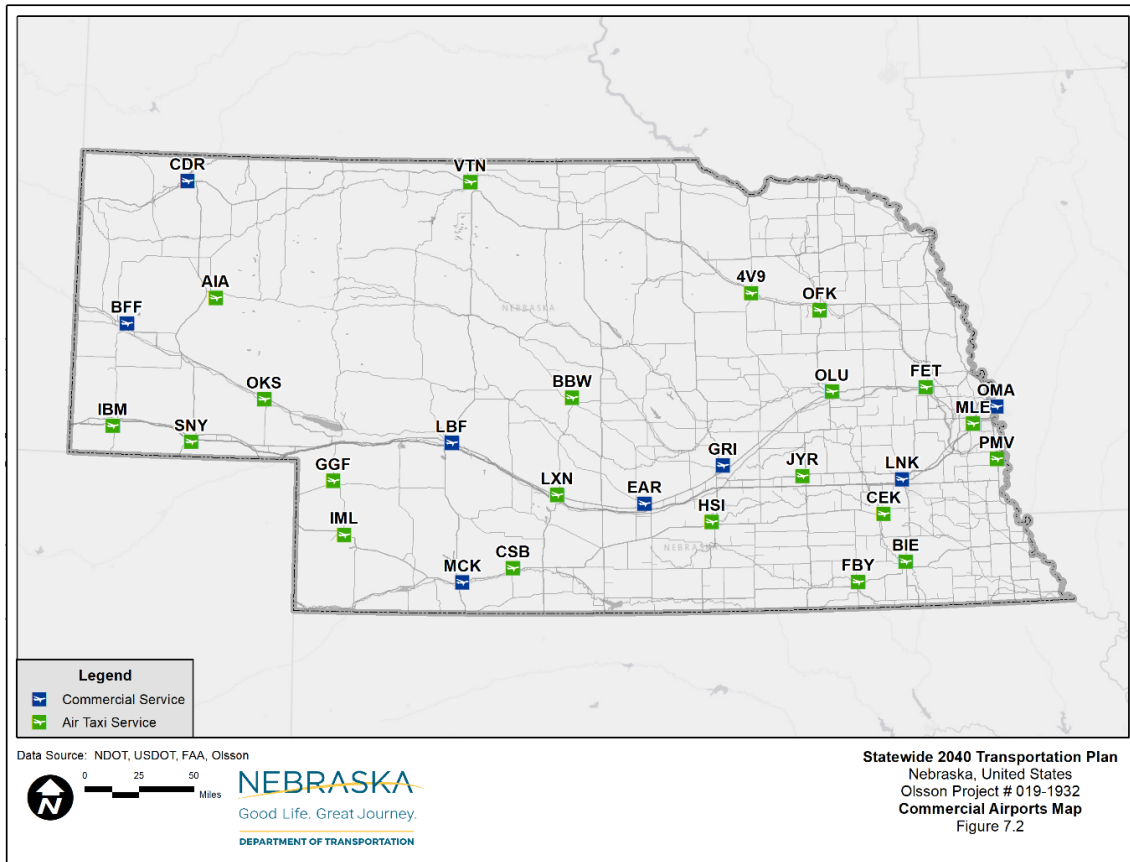 CDR
VTN
AIA
4V9
BFF
OFK
NEBRASKA
OKS
BBW
OLU
FET
OMA
IBM
MLE
SNY
LBF
PMV
GRI
GGF
JYR
LNK
LXN
EAR
CEK
HSI
IML
NEBRASKA
BIE
MCK
CSB
FBY
Legend
Commercial Service
Air Taxi Service
Data Source: NDOT, USDOT, FAA, Olsson
0 25 50
Miles
N
NEBRASKA
Good Life. Great Journey.
DEPARTMENT OF TRANSPORTATION
Statewide 2040 Transportation Plan
Nebraska, United States
Olsson Project # 019-1932
Commercial Airports Map
Figure 7.2